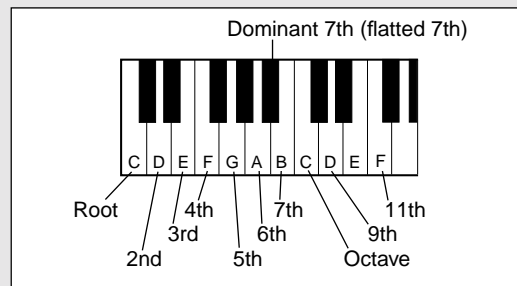 Dominant 7th (flatted 7th)
C D E F G A B C D E F
Root 4th 7th 11th
3rd 6th 9th
2nd 5th Octave